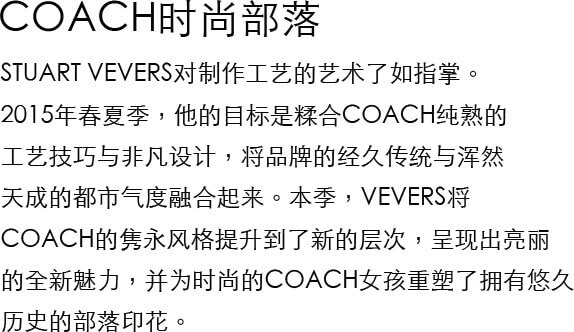 COACH时尚部落
STUART VEVERS对制作工艺的艺术了如指掌。
2015年春夏季，他的目标是糅合COACH纯熟的
工艺技巧与非凡设计，将品牌的经久传统与浑然
天成的都市气度融合起来。本季，VEVERS将
COACH的隽永风格提升到了新的层次，呈现出亮丽
的全新魅力，并为时尚的COACH女孩重塑了拥有悠久
历史的部落印花。